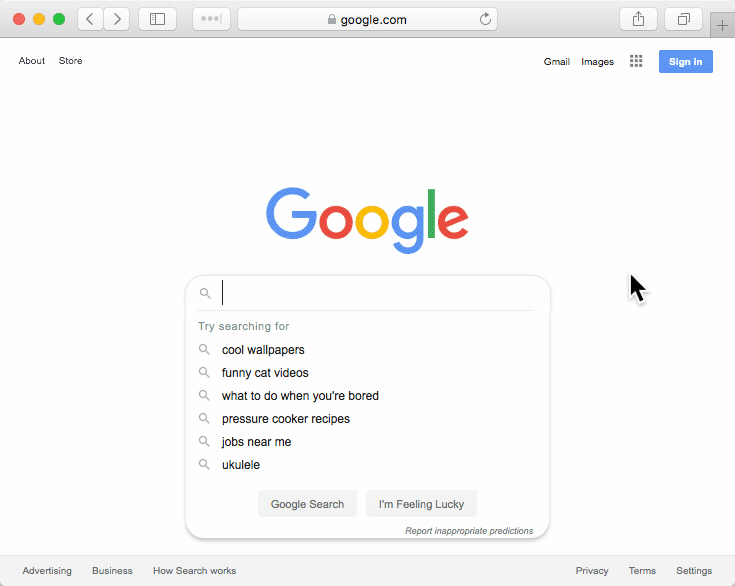 google.com
About Store Gmail Images Sign in
Google
Try searching for
cool wallpapers
funny cat videos
what to do when you're bored
pressure cooker recipes
jobs near me
ukulele
Google Search I'm Feeling Lucky
Report inappropriate predictions
Advertising Business How Search works Privacy Terms Settings